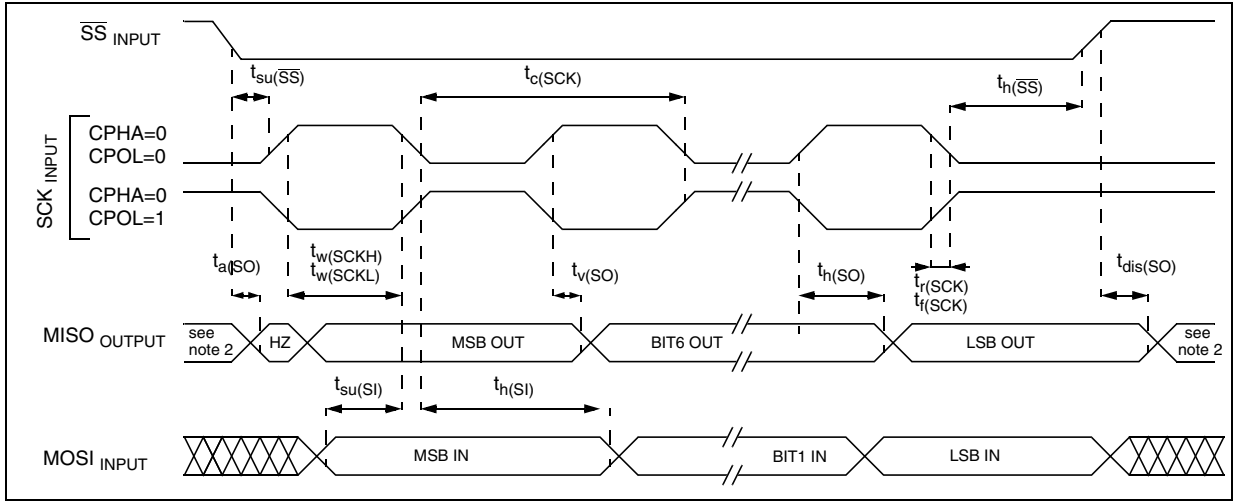 SS INPUT
tsu(SS)
tc(SCK)
th(SS)
SCK INPUT
CPHA=0
CPOL=0
CPHA=0
CPOL=1
ta(SO)
tw(SCKH)
tw(SCKL)
tv(SO)
th(SO)
tr(SCK)
tf(SCK)
tdis(SO)
MISO OUTPUT
see
note 2
HZ
MSB OUT
BIT6 OUT
LSB OUT
see
note 2
tsu(SI)
th(SI)
MOSI INPUT
MSB IN
BIT1 IN
LSB IN